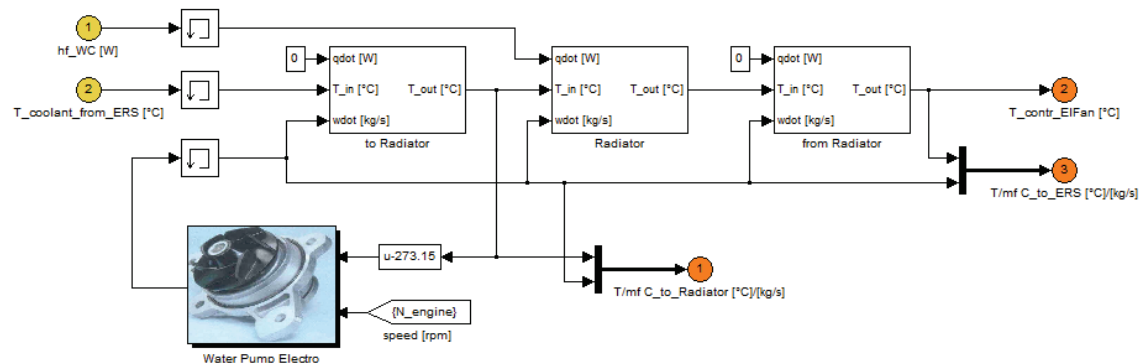 1
hf_WC [W]
2
T_coolant_from_ERS [°C]
0
qdot [W]
T_in [°C]
T_out [°C]
wdot [kg/s]
to Radiator
qdot [W]
T_in [°C]
T_out [°C]
wdot [kg/s]
Radiator
0
qdot [W]
T_in [°C]
T_out [°C]
wdot [kg/s]
from Radiator
2
T_contr_ElFan [°C]
3
T/mf C_to_ERS [°C]/[kg/s]
u-273.15
1
T/mf C_to_Radiator [°C]/[kg/s]
{N_engine}
speed [rpm]
Water Pump Electro